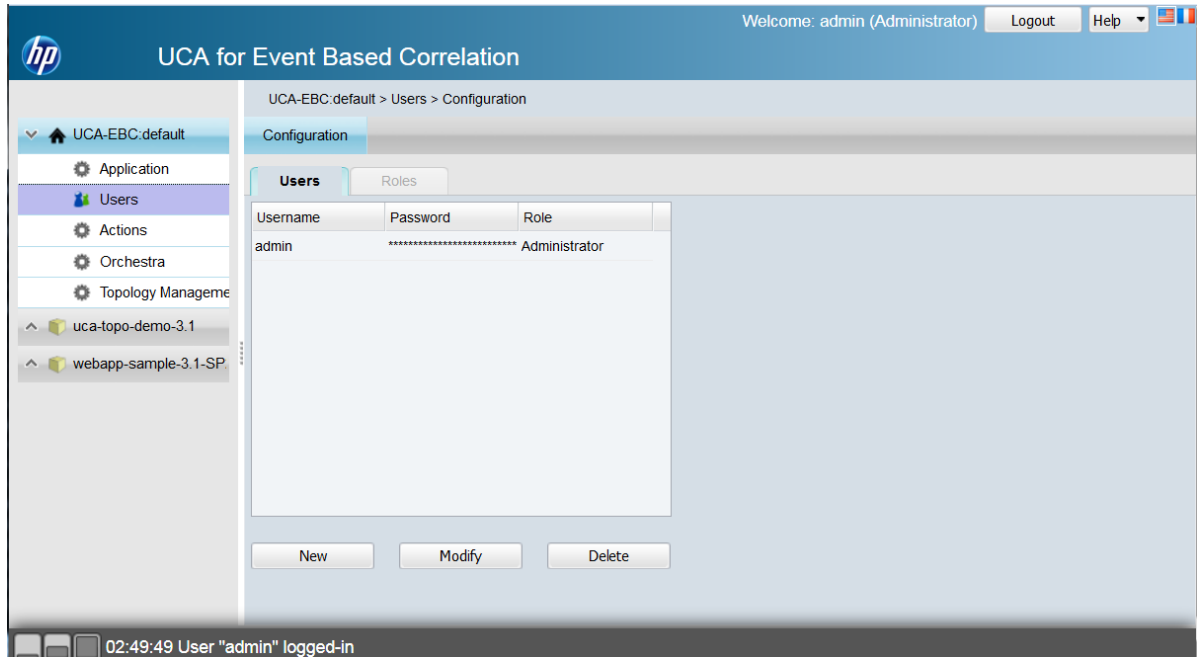 Welcome: admin (Administrator) Logout Help
hp UCA for Event Based Correlation
UCA-EBC:default > Users > Configuration
UCA-EBC:default
Configuration
Application
Users
Actions
Orchestra
Topology Manageme
uca-topo-demo-3.1
webapp-sample-3.1-SP.
Users Roles
Username Password Role
admin ************************** Administrator
New Modify Delete
02:49:49 User "admin" logged-in